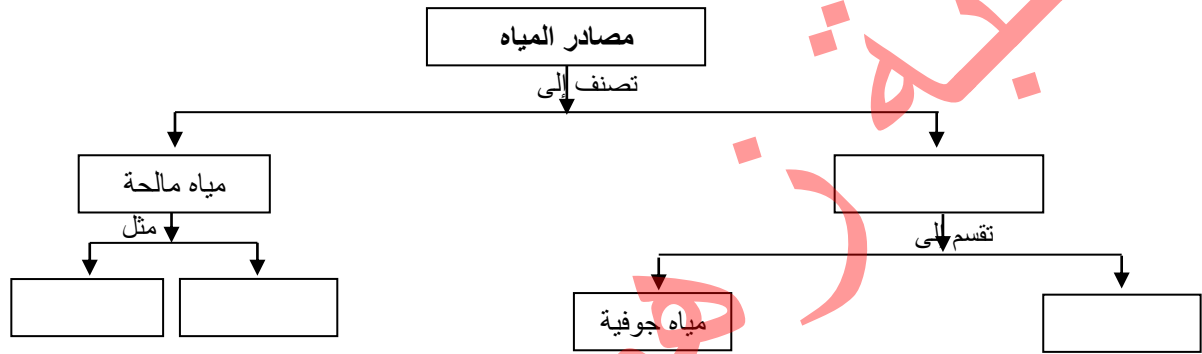 مصادر المياه
تصنف إلى
مياه مالحة
مثل
تقسم إلى
مياه جوفية